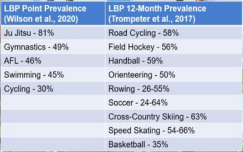 LBP Point Prevalence
(Wilson et al., 2020)
Ju Jitsu - 81%
Gymnastics - 49%
AFL - 46%
Swimming - 45%
Cycling - 30%
LBP 12-Month Prevalence
(Trompeter et al., 2017)
Road Cycling - 58%
Field Hockey - 56%
Handball - 59%
Orienteering - 50%
Rowing - 26-55%
Soccer - 24-64%
Cross-Country Skiing - 63%
Speed Skating - 54-66%
Basketball - 35%